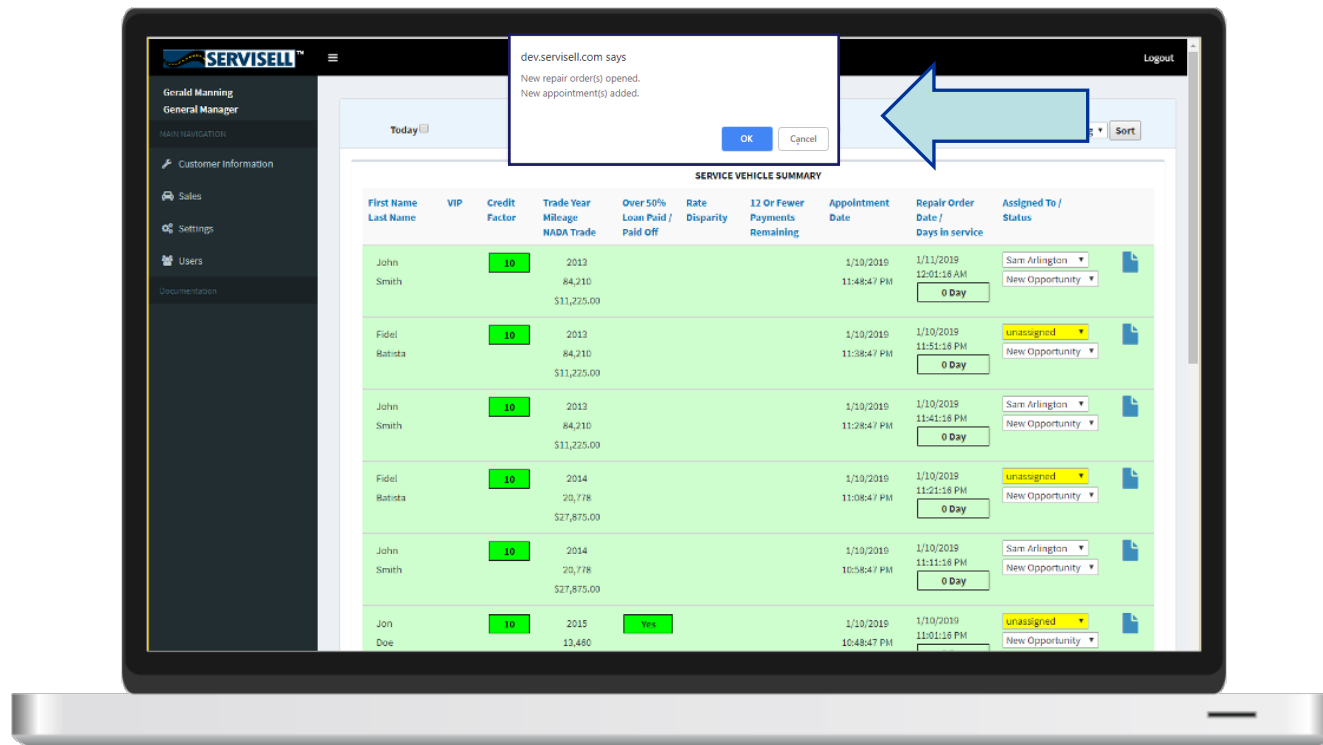 SERVISELL™
Logout
Gerald Manning
General Manager
MAIN NAVIGATION
Customer Information
Sales
Settings
Users
Documentation
dev.servisell.com says
New repair order(s) opened.
New appointment(s) added.
OK Cancel
Today
Sort
SERVICE VEHICLE SUMMARY
First Name VIP Credit Trade Year Over 50% Rate 12 Or Fewer Appointment Repair Order Assigned To /
Last Name Factor Mileage Loan Paid / Disparity Payments Date Date / Status
NADA Trade Paid Off Remaining Days in service
John 10 2013 1/10/2019 1/11/2019 Sam Arlington
Smith 84,210 11:48:47 PM 12:01:16 AM New Opportunity
$11,225.00 0 Day
Fidel 10 2013 1/10/2019 1/10/2019 unassigned
Batista 84,210 11:38:47 PM 11:51:16 PM New Opportunity
$11,225.00 0 Day
John 10 2013 1/10/2019 1/10/2019 Sam Arlington
Smith 84,210 11:28:47 PM 11:41:16 PM New Opportunity
$11,225.00 0 Day
Fidel 10 2014 1/10/2019 1/10/2019 unassigned
Batista 20,778 11:08:47 PM 11:21:16 PM New Opportunity
$27,875.00 0 Day
John 10 2014 1/10/2019 1/10/2019 Sam Arlington
Smith 20,778 10:58:47 PM 11:11:16 PM New Opportunity
$27,875.00 0 Day
Jon 10 2015 Yes 1/10/2019 1/10/2019 unassigned
Doe 13,460 10:48:47 PM 11:01:16 PM New Opportunity